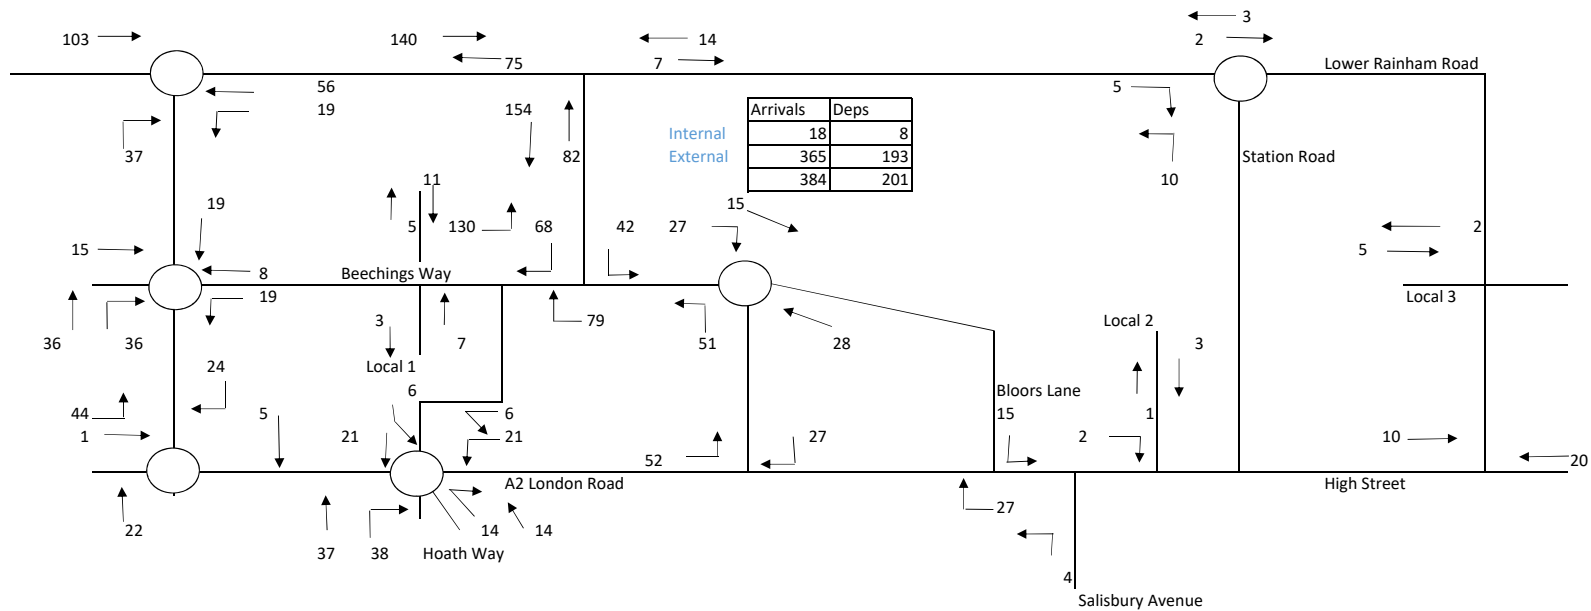 3
103 140 14 2
75 7 Lower Rainham Road
56 5
19 154 Arrivals Deps
Internal 18 8
37 82 External 365 193 Station Road
384 201
11 10
19 15
5 130 68 42 27 2
15 5
8 Beechings Way
19 Local 3
3 79 Local 2
36 36 7 51 28 3
24 Local 1
6 Bloors Lane
44 5 6 15 1
1 21 21 27 2 10
52 20
A2 London Road High Street
27
22 14 14
37 38 Hoath Way
4
Salisbury Avenue